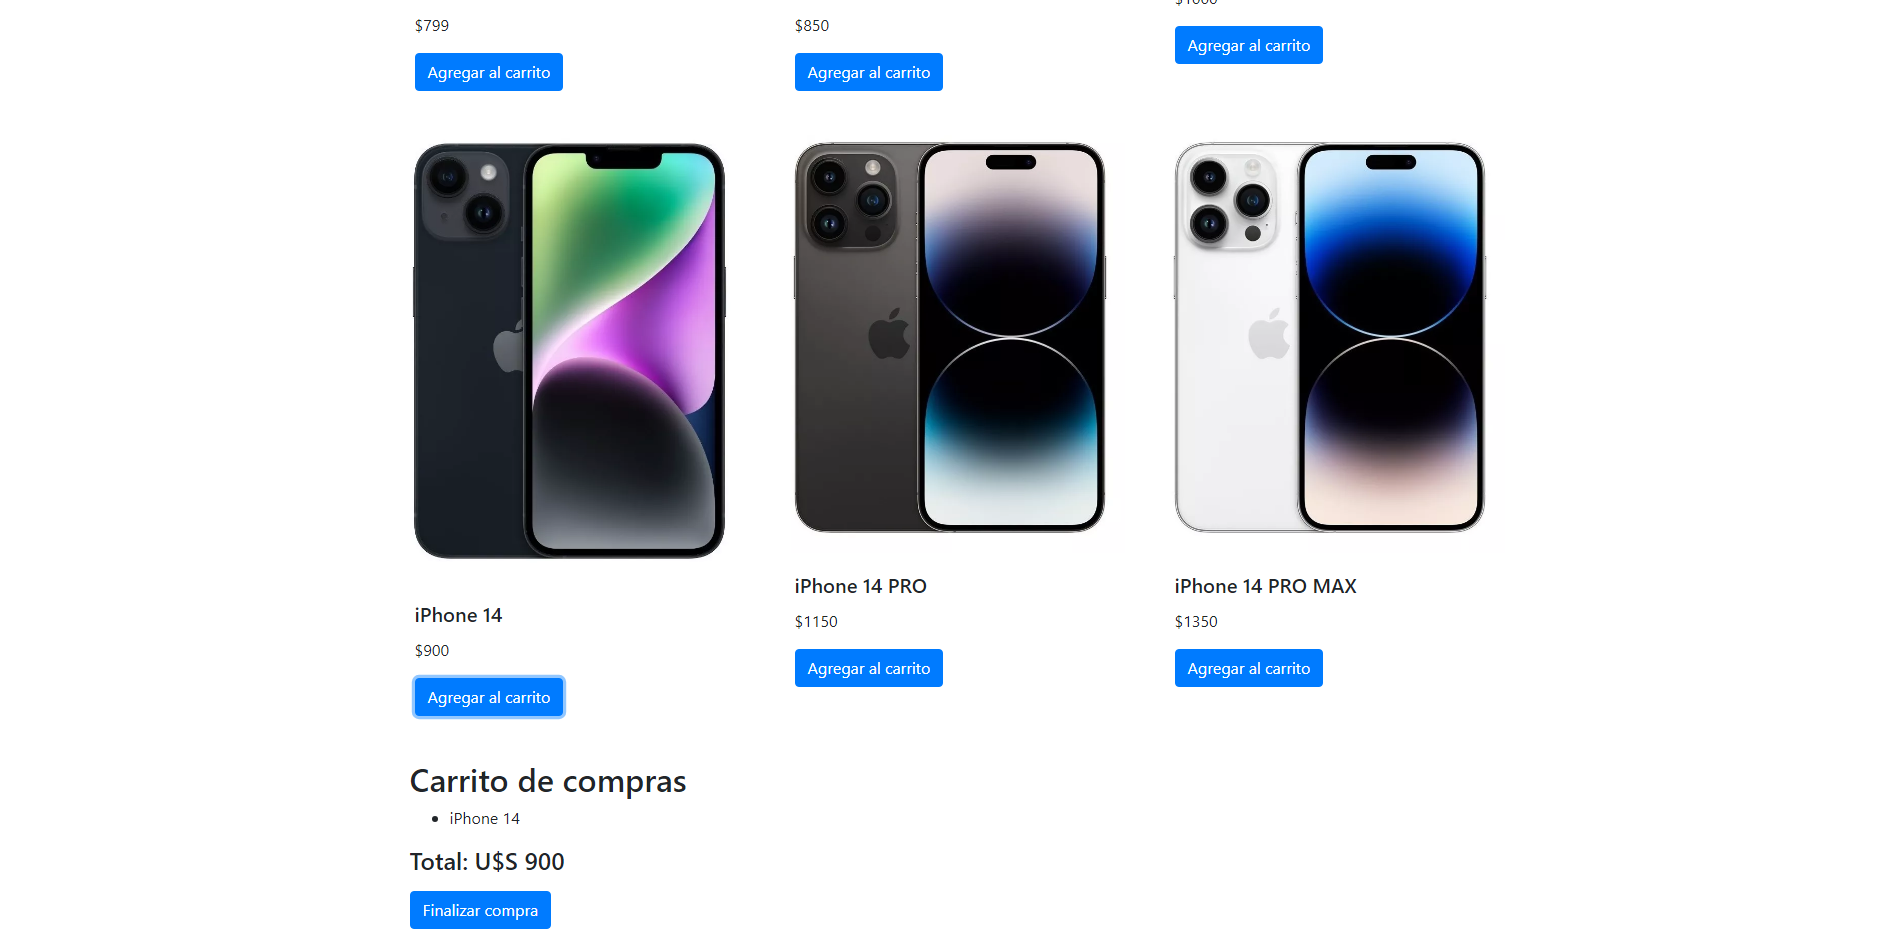 $799
Agregar al carrito
$850
Agregar al carrito
Agregar al carrito
iPhone 14
$900
Agregar al carrito
iPhone 14 PRO
$1150
Agregar al carrito
iPhone 14 PRO MAX
$1350
Agregar al carrito
Carrito de compras
• iPhone 14
Total: U$S 900
Finalizar compra